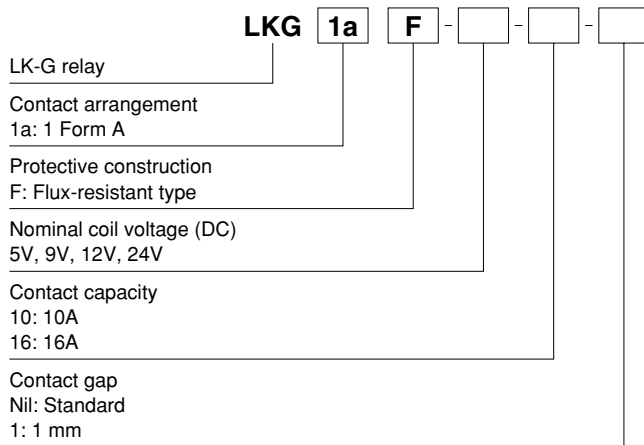 LKG 1a F - - -
LK-G relay
Contact arrangement
1a: 1 Form A
Protective construction
F: Flux-resistant type
Nominal coil voltage (DC)
5V, 9V, 12V, 24V
Contact capacity
10: 10A
16: 16A
Contact gap
Nil: Standard
1: 1 mm